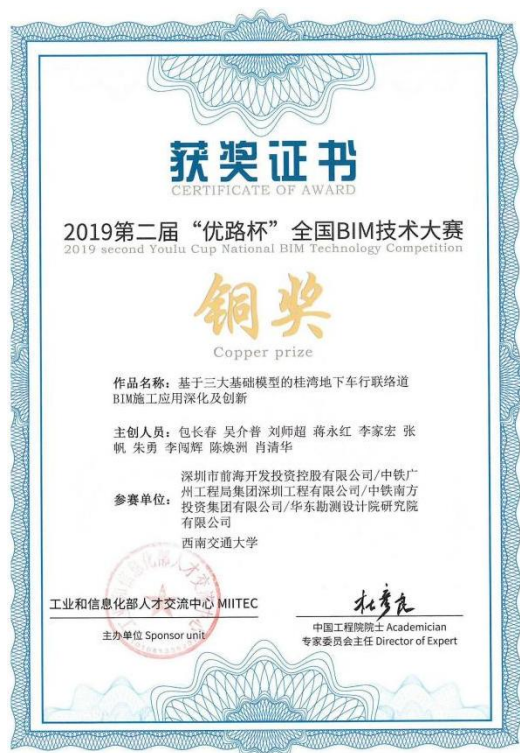 获奖证书
CERTIFICATE OF AWARD
2019第二届“优路杯”全国BIM技术大赛
2019 second Youlu Cup National BIM Technology Competition
铜奖
Copper prize
作品名称：基于三大基础模型的桂湾地下车行联络道
BIM施工应用深化及创新
主创人员：包长春 吴介普 刘师超 蒋永红 李家宏 张
帆 朱勇 李闯辉 陈焕洲 肖清华
参赛单位：
深圳市前海开发投资控股有限公司/中铁广
州工程局集团深圳工程有限公司/中铁南方
投资集团有限公司/华东勘测设计院研究院
有限公司
西南交通大学
工业和信息化部人才交流中心 MIITEC
主办单位 Sponsor unit
中国工程院院士 Academician
专家委员会主任 Director of Expert